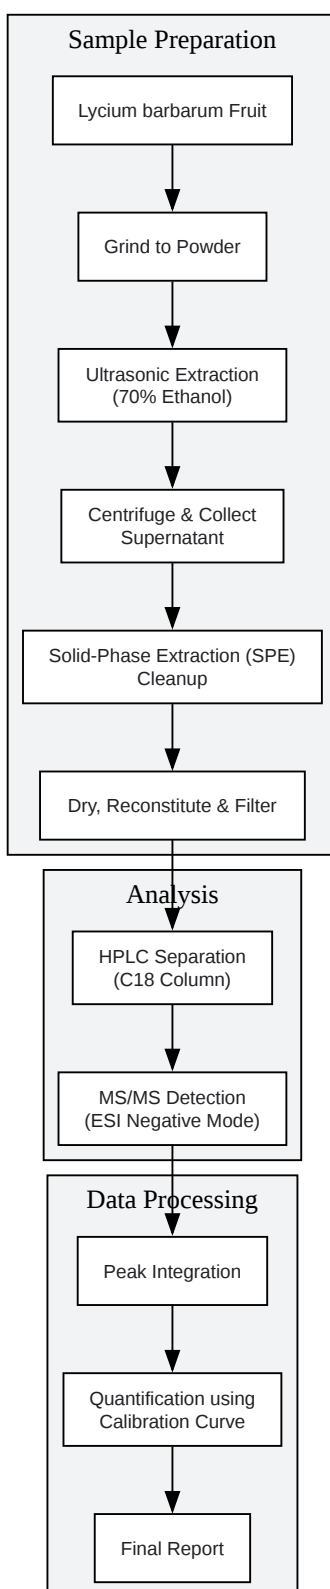 Sample Preparation
Lycium barbarum Fruit
Grind to Powder
Ultrasonic Extraction
(70% Ethanol)
Centrifuge & Collect
Supernatant
Solid-Phase Extraction (SPE)
Cleanup
Dry, Reconstitute & Filter
Analysis
HPLC Separation
(C18 Column)
MS/MS Detection
(ESI Negative Mode)
Data Processing
Peak Integration
Quantification using
Calibration Curve
Final Report